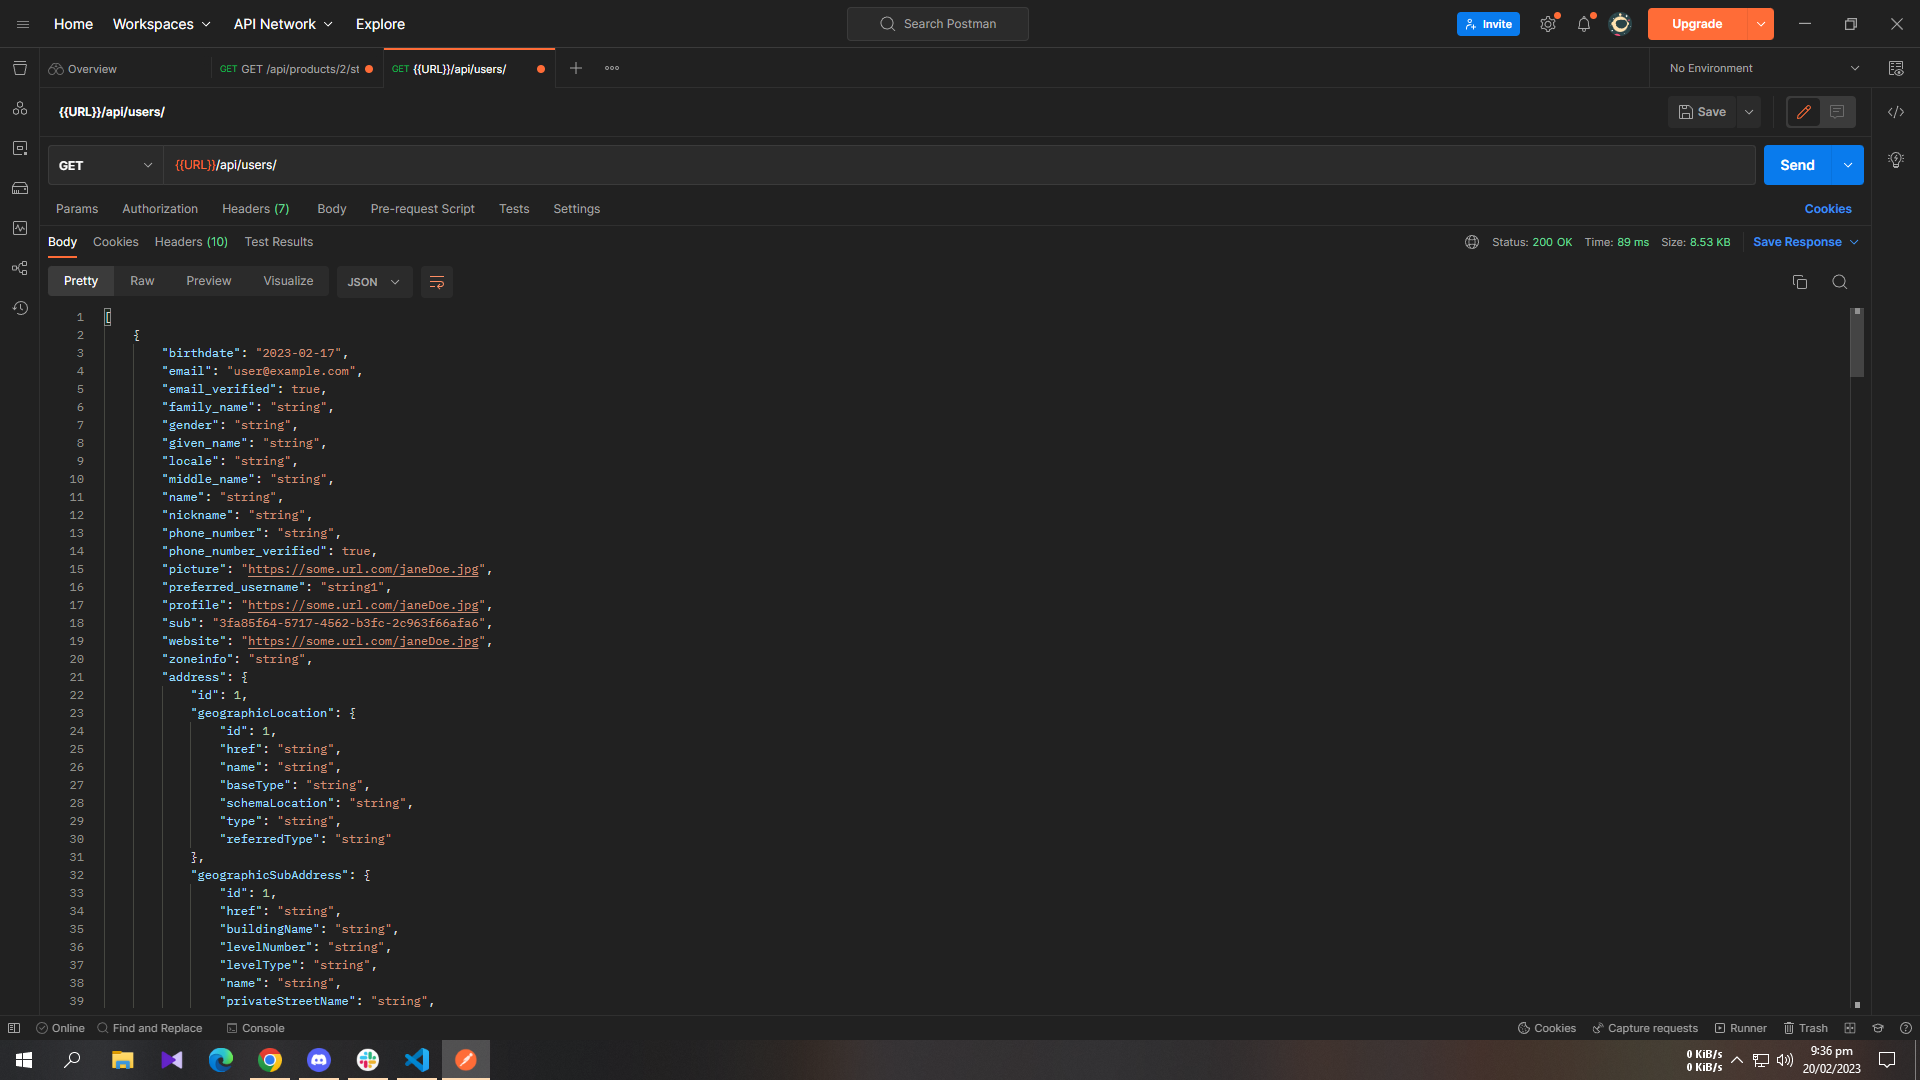 Home Workspaces API Network Explore Search Postman Invite Upgrade
Overview GET GET /api/products/2/st GET {{URL}}/api/users/ No Environment
{{URL}}/api/users/ Save
GET {{URL}}/api/users/ Send
Params Authorization Headers (7) Body Pre-request Script Tests Settings Cookies
Body Cookies Headers (10) Test Results Status: 200 OK Time: 89 ms Size: 8.53 KB Save Response
Pretty Raw Preview Visualize JSON
1 [
2 {
3 "birthdate": "2023-02-17",
4 "email": "user@example.com",
5 "email_verified": true,
6 "family_name": "string",
7 "gender": "string",
8 "given_name": "string",
9 "locale": "string",
10 "middle_name": "string",
11 "name": "string",
12 "nickname": "string",
13 "phone_number": "string",
14 "phone_number_verified": true,
15 "picture": "https://some.url.com/janeDoe.jpg",
16 "preferred_username": "string1",
17 "profile": "https://some.url.com/janeDoe.jpg",
18 "sub": "3fa85f64-5717-4562-b3fc-2c963f66afa6",
19 "website": "https://some.url.com/janeDoe.jpg",
20 "zoneinfo": "string",
21 "address": {
22 "id": 1,
23 "geographicLocation": {
24 "id": 1,
25 "href": "string",
26 "name": "string",
27 "baseType": "string",
28 "schemaLocation": "string",
29 "type": "string",
30 "referredType": "string"
31 },
32 "geographicSubAddress": {
33 "id": 1,
34 "href": "string",
35 "buildingName": "string",
36 "levelNumber": "string",
37 "levelType": "string",
38 "name": "string",
39 "privateStreetName": "string",
Online Find and Replace Console Cookies Capture requests Runner Trash
0 KiB/s
0 KiB/s
9:36 pm
20/02/2023